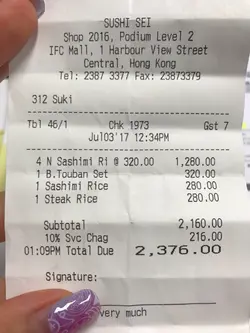 SUSHI SEI
Shop 2016, Podium Level 2
IFC Mall, 1 Harbour View Street
Central, Hong Kong
Tel: 2387 3377 Fax: 23873379
312 Suki
Tbl 46/1 Chk 1973 Gst 7
Jul03'17 12:34PM
4 N Sashimi Ri @ 320.00 1,280.00
1 B.Touban Set 320.00
1 Sashimi Rice 280.00
1 Steak Rice 280.00
Subtotal 2,160.00
10% Svc Chag 216.00
01:09PM Total Due 2,376.00
Signature:
very much